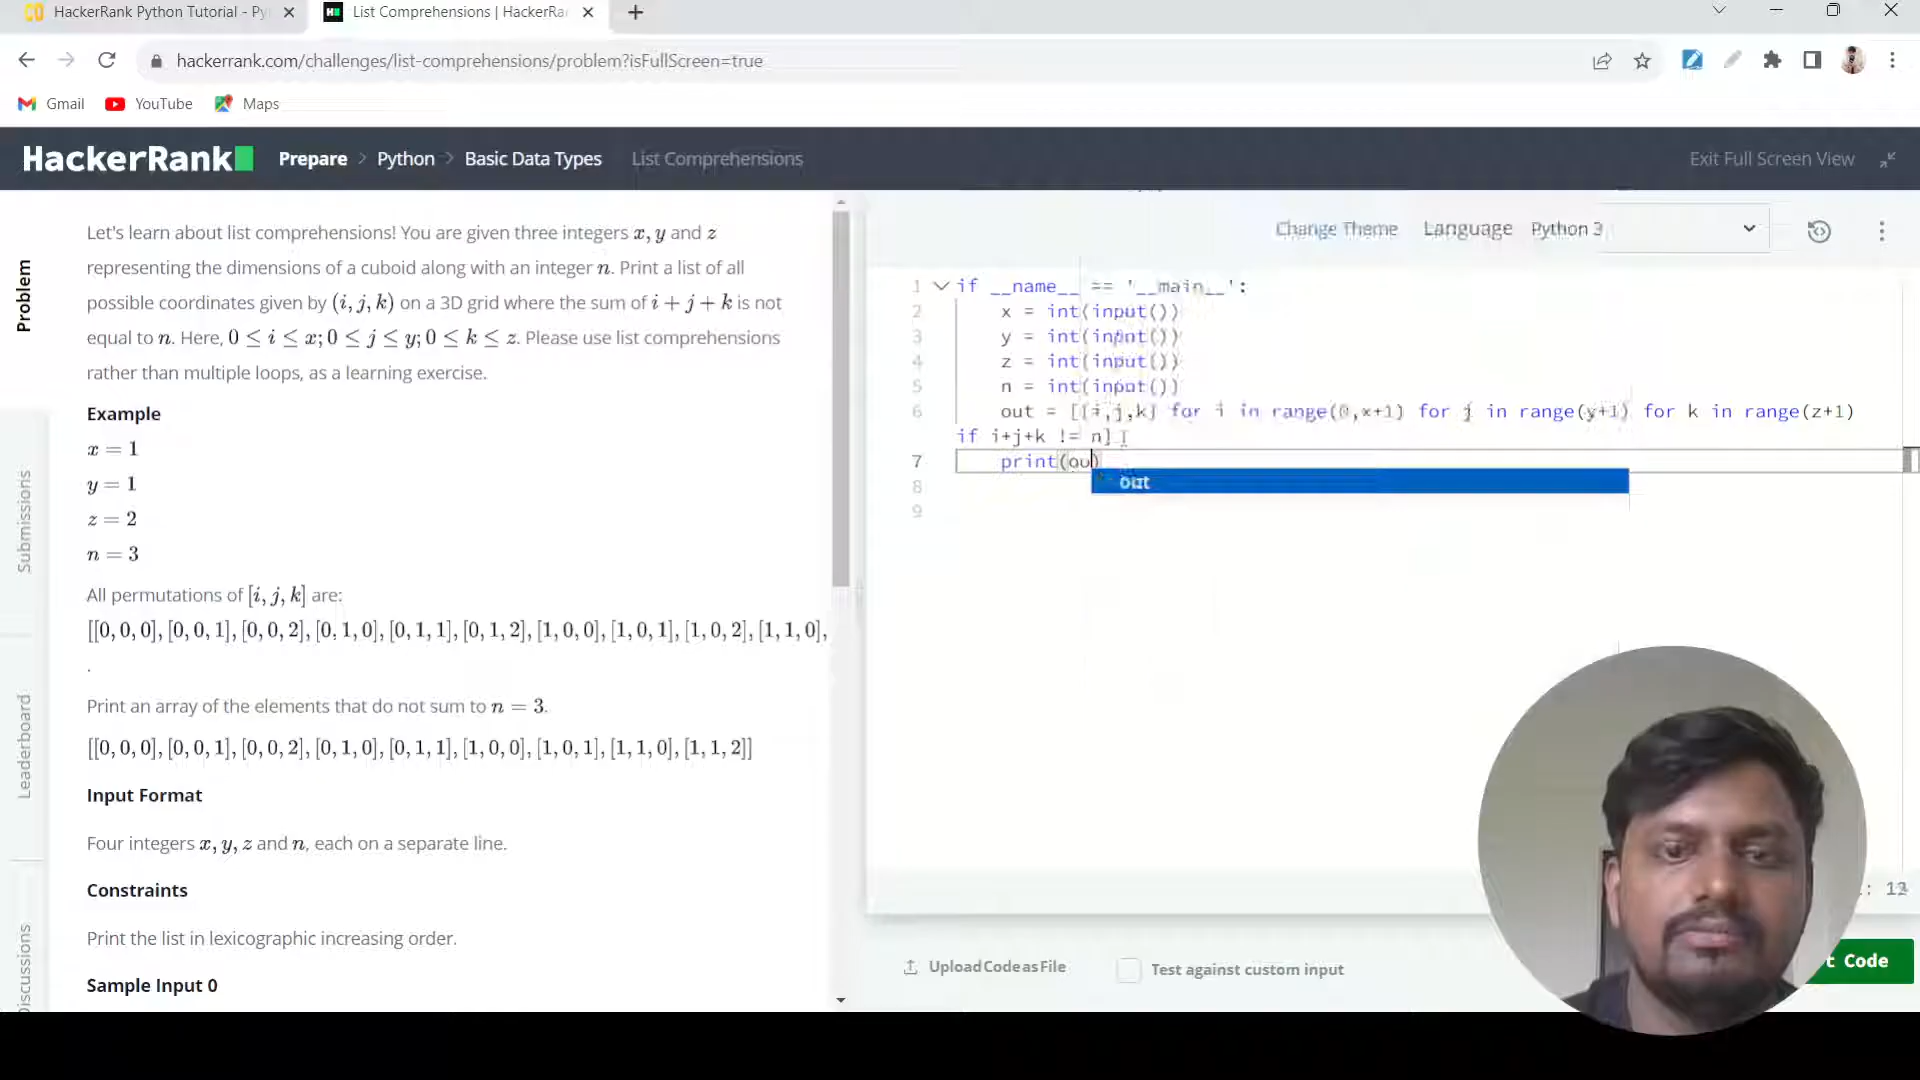 HackerRank Python Tutorial - Py
List Comprehensions | HackerRa
hackerrank.com/challenges/list-comprehensions/problem?isFullScreen=true
Gmail YouTube Maps
HackerRank Prepare > Python > Basic Data Types List Comprehensions Exit Full Screen View
Problem
Submissions
Leaderboard
Discussions
Let's learn about list comprehensions! You are given three integers x, y and z
representing the dimensions of a cuboid along with an integer n. Print a list of all
possible coordinates given by (i, j, k) on a 3D grid where the sum of i + j + k is not
equal to n. Here, 0 ≤ i ≤ x; 0 ≤ j ≤ y; 0 ≤ k ≤ z. Please use list comprehensions
rather than multiple loops, as a learning exercise.
Example
x = 1
y = 1
z = 2
n = 3
All permutations of [i, j, k] are:
[[0, 0, 0], [0, 0, 1], [0, 0, 2], [0, 1, 0], [0, 1, 1], [0, 1, 2], [1, 0, 0], [1, 0, 1], [1, 0, 2], [1, 1, 0],
.
Print an array of the elements that do not sum to n = 3.
[[0, 0, 0], [0, 0, 1], [0, 0, 2], [0, 1, 0], [0, 1, 1], [1, 0, 0], [1, 0, 1], [1, 1, 0], [1, 1, 2]]
Input Format
Four integers x, y, z and n, each on a separate line.
Constraints
Print the list in lexicographic increasing order.
Sample Input 0
Change Theme Language Python 3
1 if __name__ == '__main__':
2 x = int(input())
3 y = int(input())
4 z = int(input())
5 n = int(input())
6 out = [[i,j,k] for i in range(0,x+1) for j in range(y+1) for k in range(z+1)
if i+j+k != n]
7 print(ou)
out
8
9
: 12
Upload Code as File Test against custom input
t Code